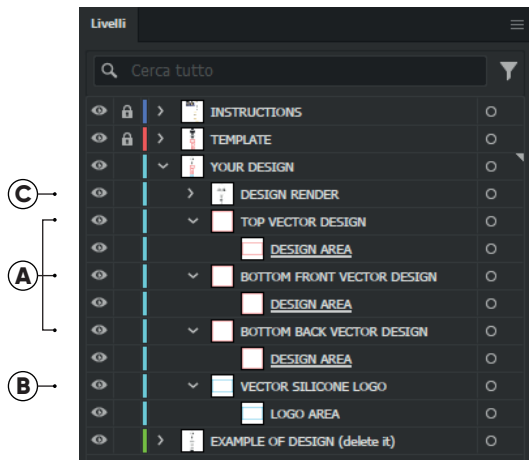 Livelli
Cerca tutto
INSTRUCTIONS
TEMPLATE
YOUR DESIGN
C
DESIGN RENDER
TOP VECTOR DESIGN
DESIGN AREA
A
BOTTOM FRONT VECTOR DESIGN
DESIGN AREA
BOTTOM BACK VECTOR DESIGN
DESIGN AREA
B
VECTOR SILICONE LOGO
LOGO AREA
EXAMPLE OF DESIGN (delete it)